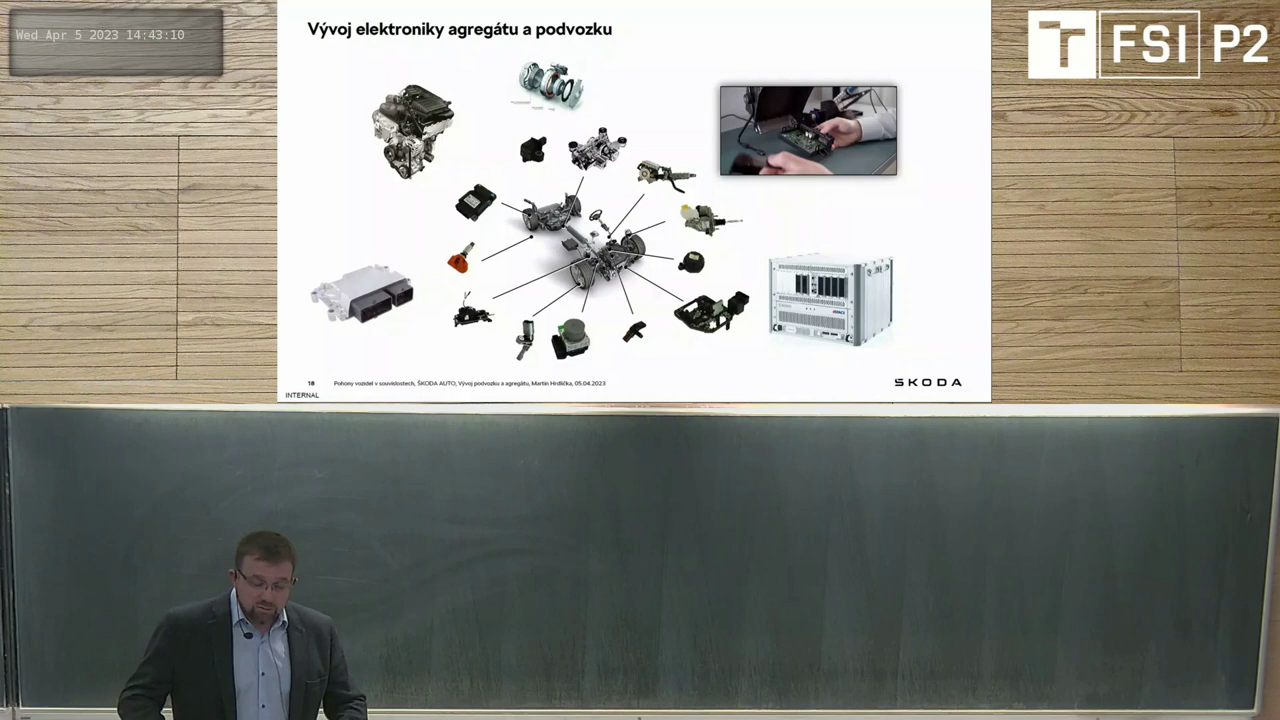 Wed Apr 5 2023 14:43:10
FSI P2
Vývoj elektroniky agregátu a podvozku
18 Pohony vozidel v souvislostech, ŠKODA AUTO, Vývoj podvozku a agregátu, Martin Hrdlička, 05.04.2023
ŠKODA
INTERNAL